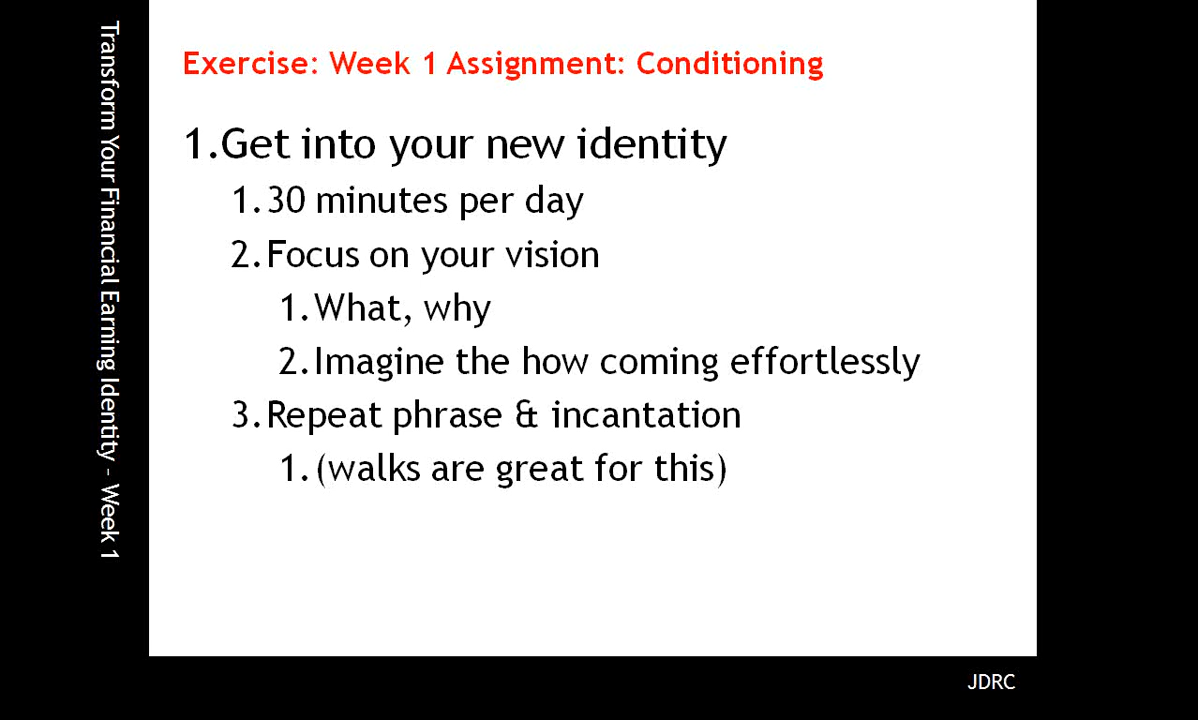 Transform Your Financial Earning Identity - Week 1
Exercise: Week 1 Assignment: Conditioning
1.Get into your new identity
1.30 minutes per day
2.Focus on your vision
1.What, why
2.Imagine the how coming effortlessly
3.Repeat phrase & incantation
1.(walks are great for this)
JDRC